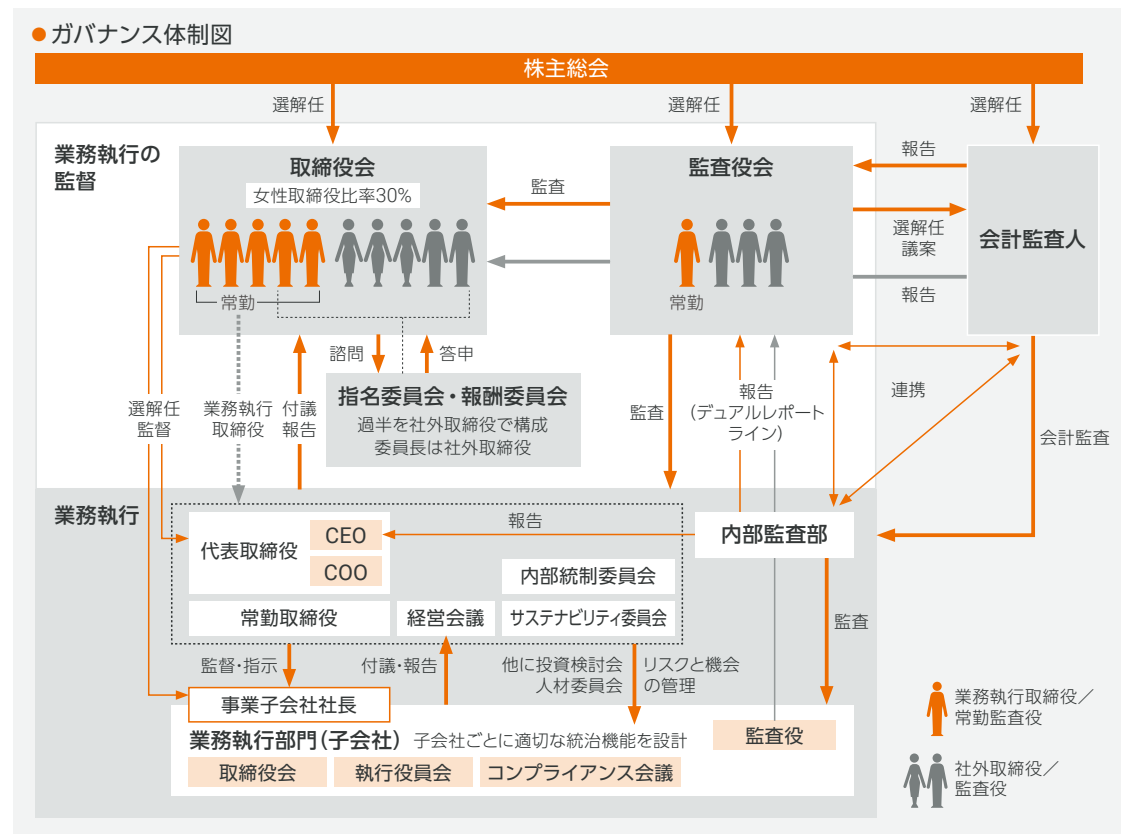 ●ガバナンス体制図
株主総会
選解任
選解任
選解任
業務執行の
監督
取締役会
女性取締役比率30%
常勤
監査
監査役会
常勤
報告
選解任
議案
報告
会計監査人
諮問
答申
指名委員会・報酬委員会
過半を社外取締役で構成
委員長は社外取締役
選解任
監督
業務執行
取締役
付議
報告
監査
報告
(デュアルレポート
ライン)
連携
会計監査
業務執行
代表取締役
CEO
COO
報告
内部監査部
内部統制委員会
常勤取締役
経営会議
サステナビリティ委員会
監査
監督・指示
付議・報告
他に投資検討会
人材委員会
リスクと機会
の管理
事業子会社社長
業務執行部門(子会社)
子会社ごとに適切な統治機能を設計
監査役
取締役会
執行役員会
コンプライアンス会議
業務執行取締役/
常勤監査役
社外取締役/
監査役